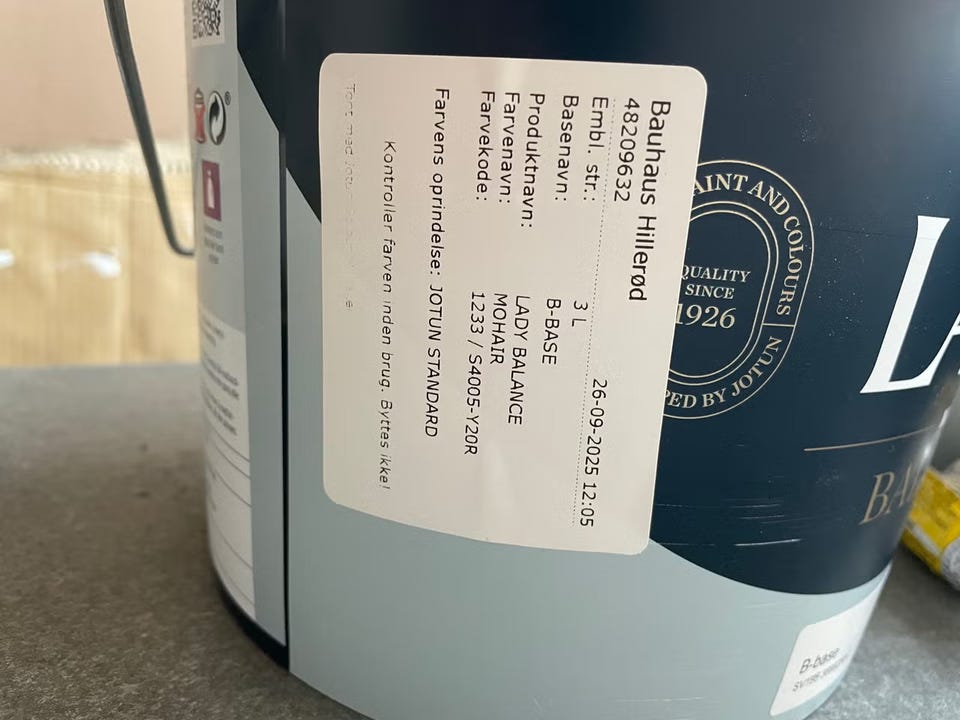 Bauhaus Hillerød
48209632 26-09-2025 12:05
Embl. str.: 3 L
Basenavn: B-BASE
Produktnavn: LADY BALANCE
Farvenavn: MOHAIR
Farvekode: 1233 / S4005-Y20R
Farvens oprindelse: JOTUN STANDARD
Kontroller farven inden brug. Byttes ikke!
PAINT AND COLOURS
QUALITY
SINCE
1926
BY JOTUN
B-base